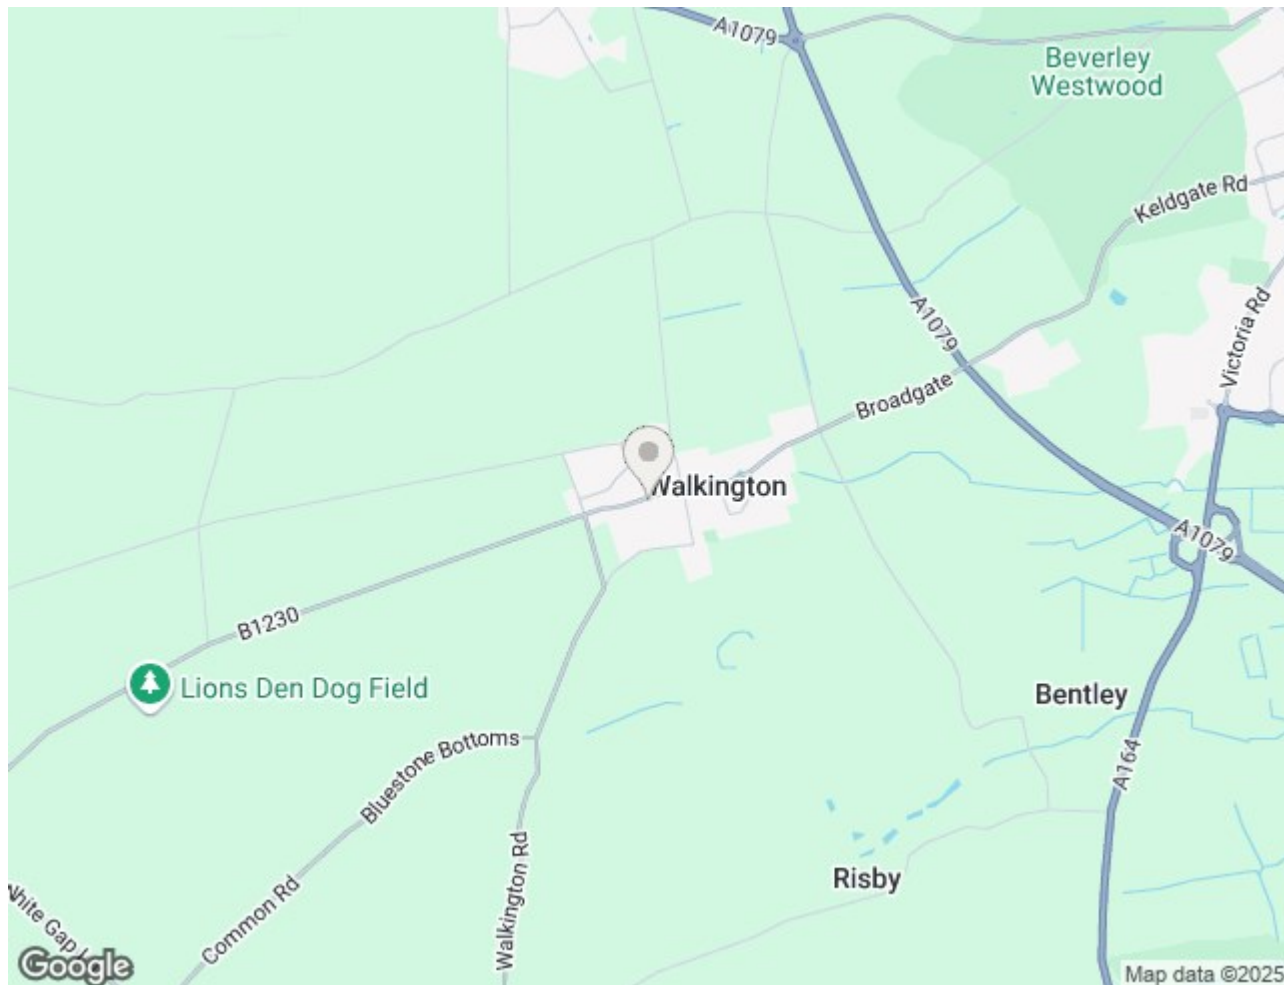 A1079
Beverley
Westwood
Keldgate Rd
Victoria Rd
A1079
Broadgate
Walkington
A1079
B1230
Lions Den Dog Field
Bentley
Bluestone Bottoms
A164
Risby
Walkington Rd
Common Rd
White Gap
Google
Map data ©2025